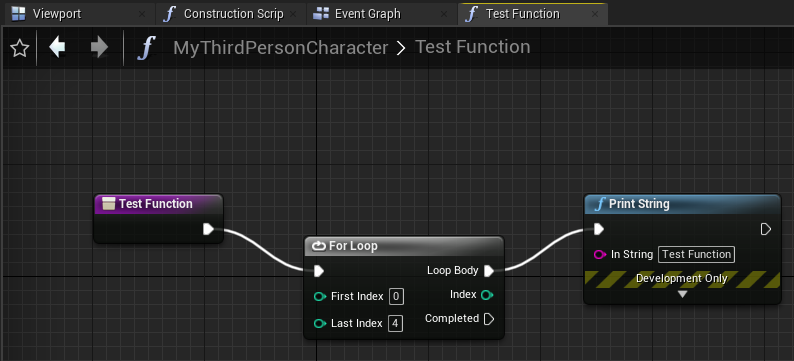 Viewport Construction Scrip Event Graph Test Function
MyThirdPersonCharacter > Test Function
Test Function
For Loop
Loop Body
First Index 0
Index
Last Index 4
Completed
Print String
In String Test Function
Development Only